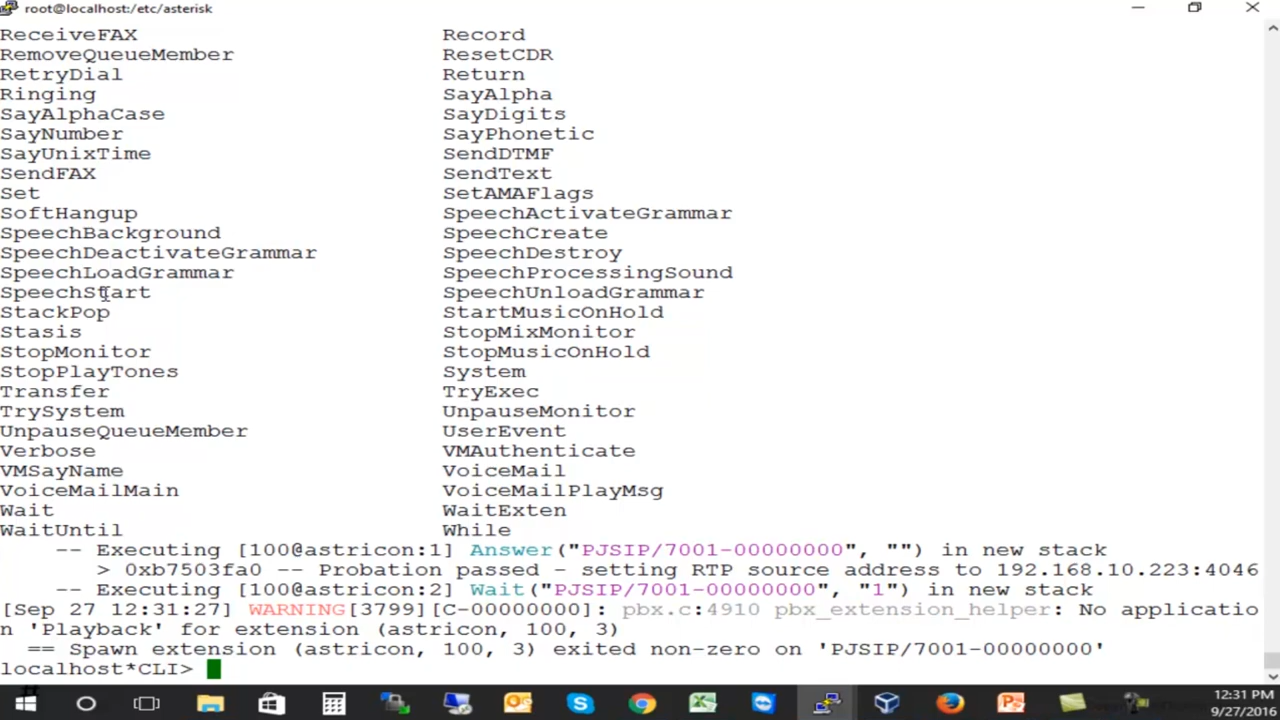 root@localhost:/etc/asterisk
ReceiveFAX Record
RemoveQueueMember ResetCDR
RetryDial Return
Ringing SayAlpha
SayAlphaCase SayDigits
SayNumber SayPhonetic
SayUnixTime SendDTMF
SendFAX SendText
Set SetAMAFlags
SoftHangup SpeechActivateGrammar
SpeechBackground SpeechCreate
SpeechDeactivateGrammar SpeechDestroy
SpeechLoadGrammar SpeechProcessingSound
SpeechStart SpeechUnloadGrammar
StackPop StartMusicOnHold
Stasis StopMixMonitor
StopMonitor StopMusicOnHold
StopPlayTones System
Transfer TryExec
TrySystem UnpauseMonitor
UnpauseQueueMember UserEvent
Verbose VMAuthenticate
VMSayName VoiceMail
VoiceMailMain VoiceMailPlayMsg
Wait WaitExten
WaitUntil While
-- Executing [100@astricon:1] Answer("PJSIP/7001-00000000", "") in new stack
> 0xb7503fa0 -- Probation passed - setting RTP source address to 192.168.10.223:4046
-- Executing [100@astricon:2] Wait("PJSIP/7001-00000000", "1") in new stack
[Sep 27 12:31:27] WARNING[3799][C-00000000]: pbx.c:4910 pbx_extension_helper: No applicatio
n 'Playback' for extension (astricon, 100, 3)
== Spawn extension (astricon, 100, 3) exited non-zero on 'PJSIP/7001-00000000'
localhost*CLI>
12:31 PM
9/27/2016